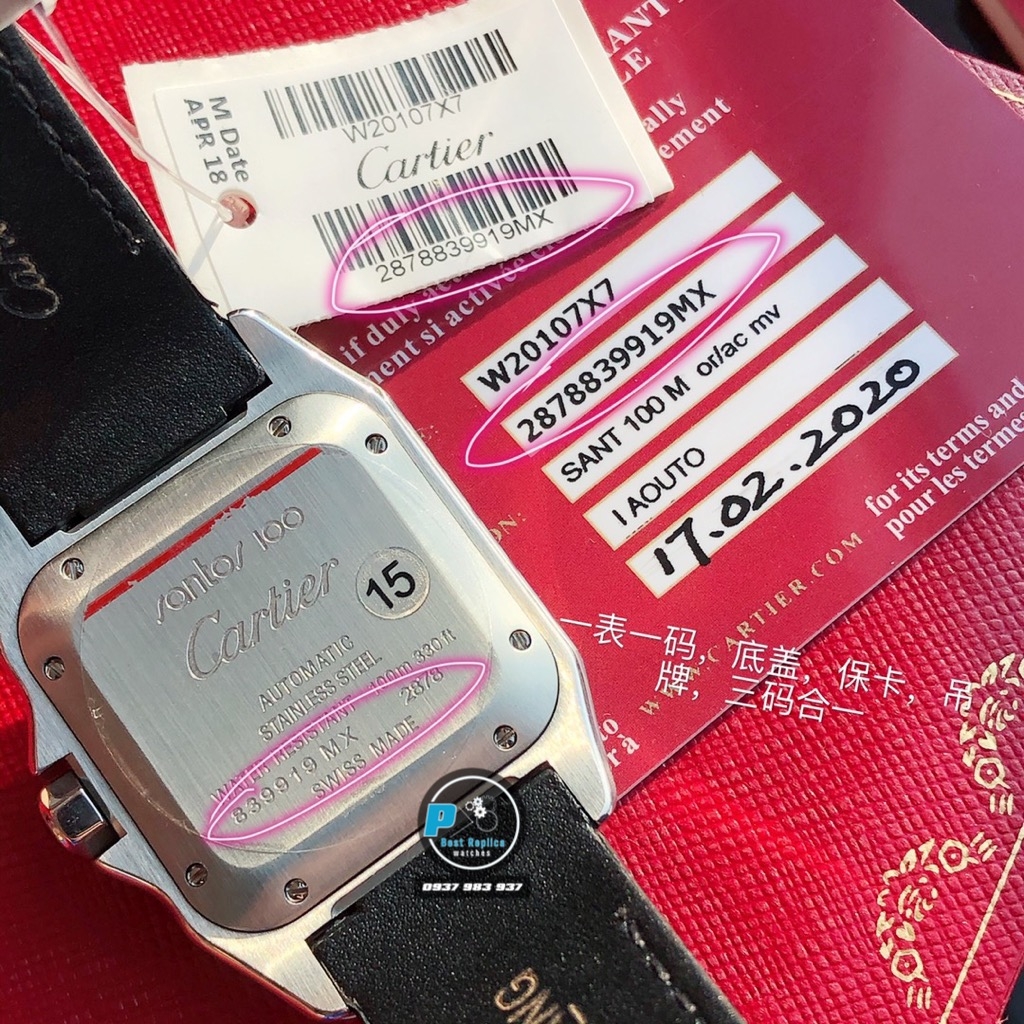 W20107X7
M Date
APR 18
Cartier
2878839919MX
if duly
ment si activée
ally
ement
W20107X7
2878839919MX
SANT 100 M or/ac mv
I AOUTO
17.02.2020
for its terms and
pour les termes
WWW.CARTIER.COM
santos 100
Cartier
15
AUTOMATIC
STAINLESS STEEL
WATER RESISTANT 100m 330ft
839919 MX 2878
SWISS MADE
一表一码，底盖，保卡，吊
牌，三码合一
P
Best Replica
watches
0937 983 937